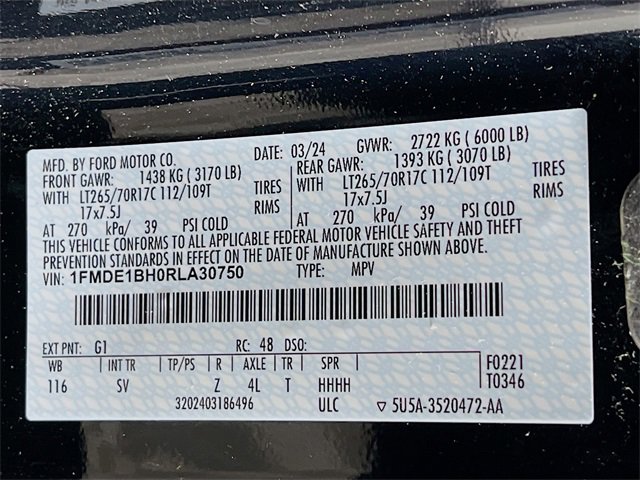 MFD. BY FORD MOTOR CO. DATE: 03/24 GVWR: 2722 KG ( 6000 LB)
FRONT GAWR: 1438 KG ( 3170 LB) REAR GAWR: 1393 KG ( 3070 LB)
WITH LT265/70R17C 112/109T TIRES WITH LT265/70R17C 112/109T TIRES
17x7.5J RIMS 17x7.5J RIMS
AT 270 kPa/ 39 PSI COLD AT 270 kPa/ 39 PSI COLD
THIS VEHICLE CONFORMS TO ALL APPLICABLE FEDERAL MOTOR VEHICLE SAFETY AND THEFT
PREVENTION STANDARDS IN EFFECT ON THE DATE OF MANUFACTURE SHOWN ABOVE.
VIN: 1FMDE1BH0RLA30750 TYPE: MPV
EXT PNT: G1 RC: 48 DSO:
WB INT TR TP/PS R AXLE TR SPR F0221
116 SV Z 4L T HHHH T0346
3202403186496 ULC ▽ 5U5A-3520472-AA